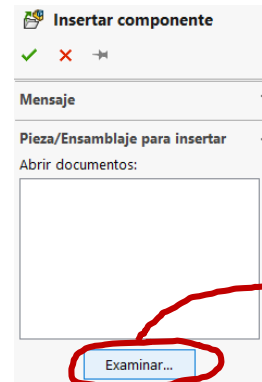 Insertar componente
Mensaje
Pieza/Ensamblaje para insertar
Abrir documentos:
Examinar...